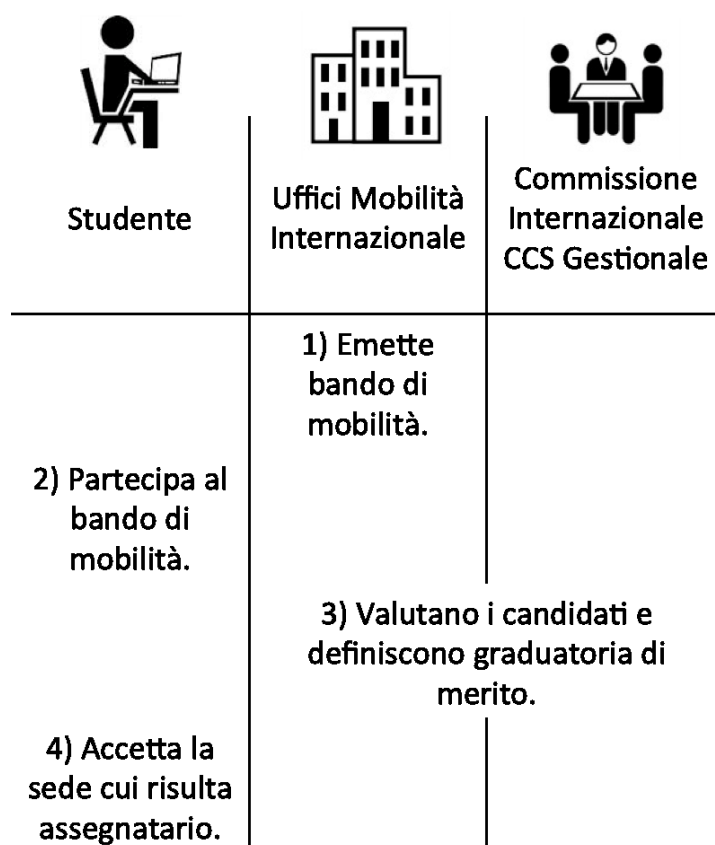 Studente
Uffici Mobilità
Internazionale
Commissione
Internazionale
CCS Gestionale
1) Emette
bando di
mobilità.
2) Partecipa al
bando di
mobilità.
3) Valutano i candidati e
definiscono graduatoria di
merito.
4) Accetta la
sede cui risulta
assegnatario.